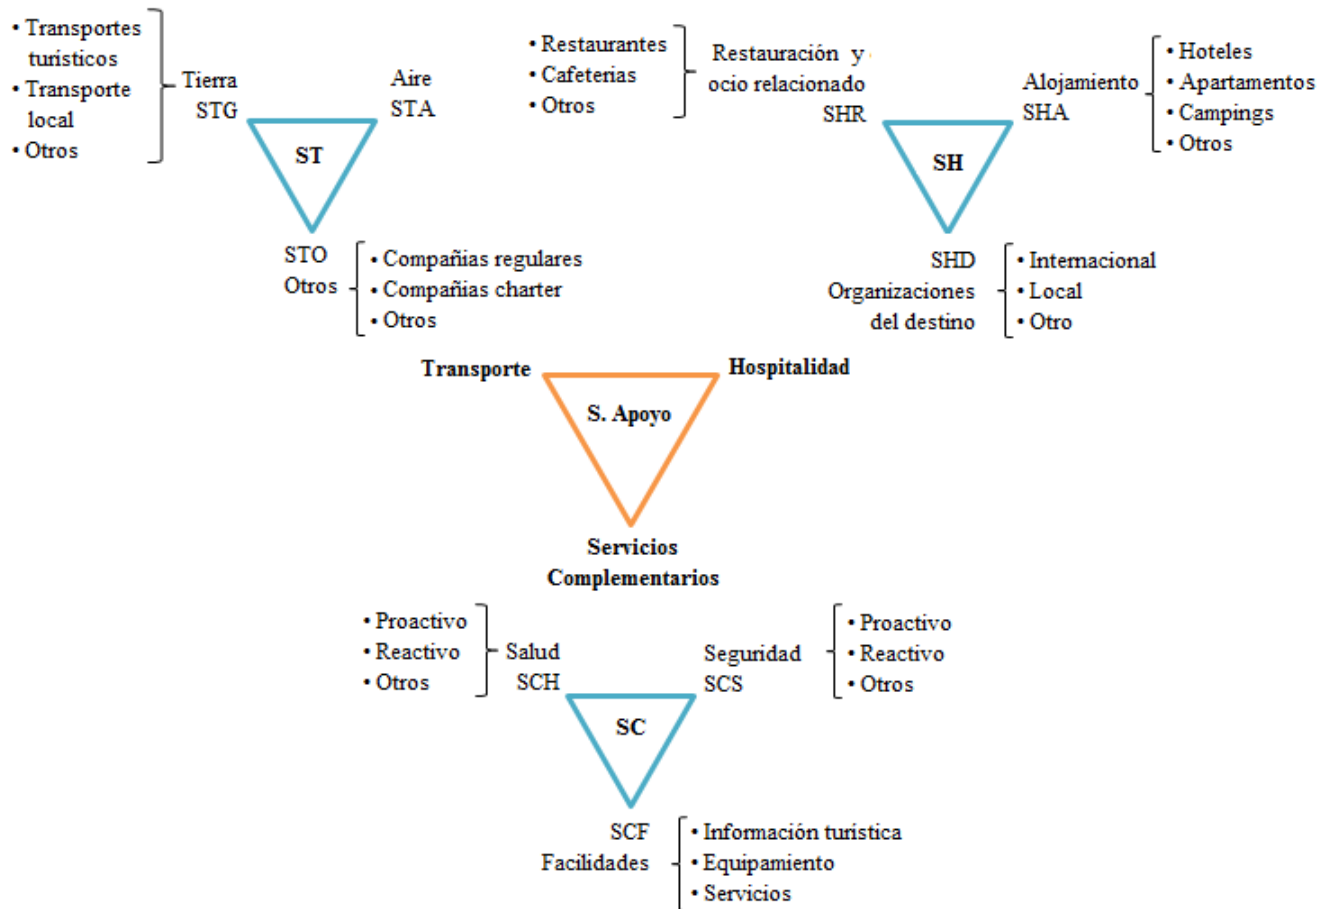 • Transportes
turísticos
• Transporte
local
• Otros
Tierra
STG
Aire
STA
ST
STO
Otros
• Compañias regulares
• Compañias charter
• Otros
• Restaurantes
• Cafeterias
• Otros
Restauración y
ocio relacionado
SHR
Alojamiento
SHA
• Hoteles
• Apartamentos
• Campings
• Otros
SH
SHD
Organizaciones
del destino
• Internacional
• Local
• Otro
Transporte
Hospitalidad
S. Apoyo
Servicios
Complementarios
• Proactivo
• Reactivo
• Otros
Salud
SCH
Seguridad
SCS
• Proactivo
• Reactivo
• Otros
SC
SCF
Facilidades
• Información turística
• Equipamiento
• Servicios